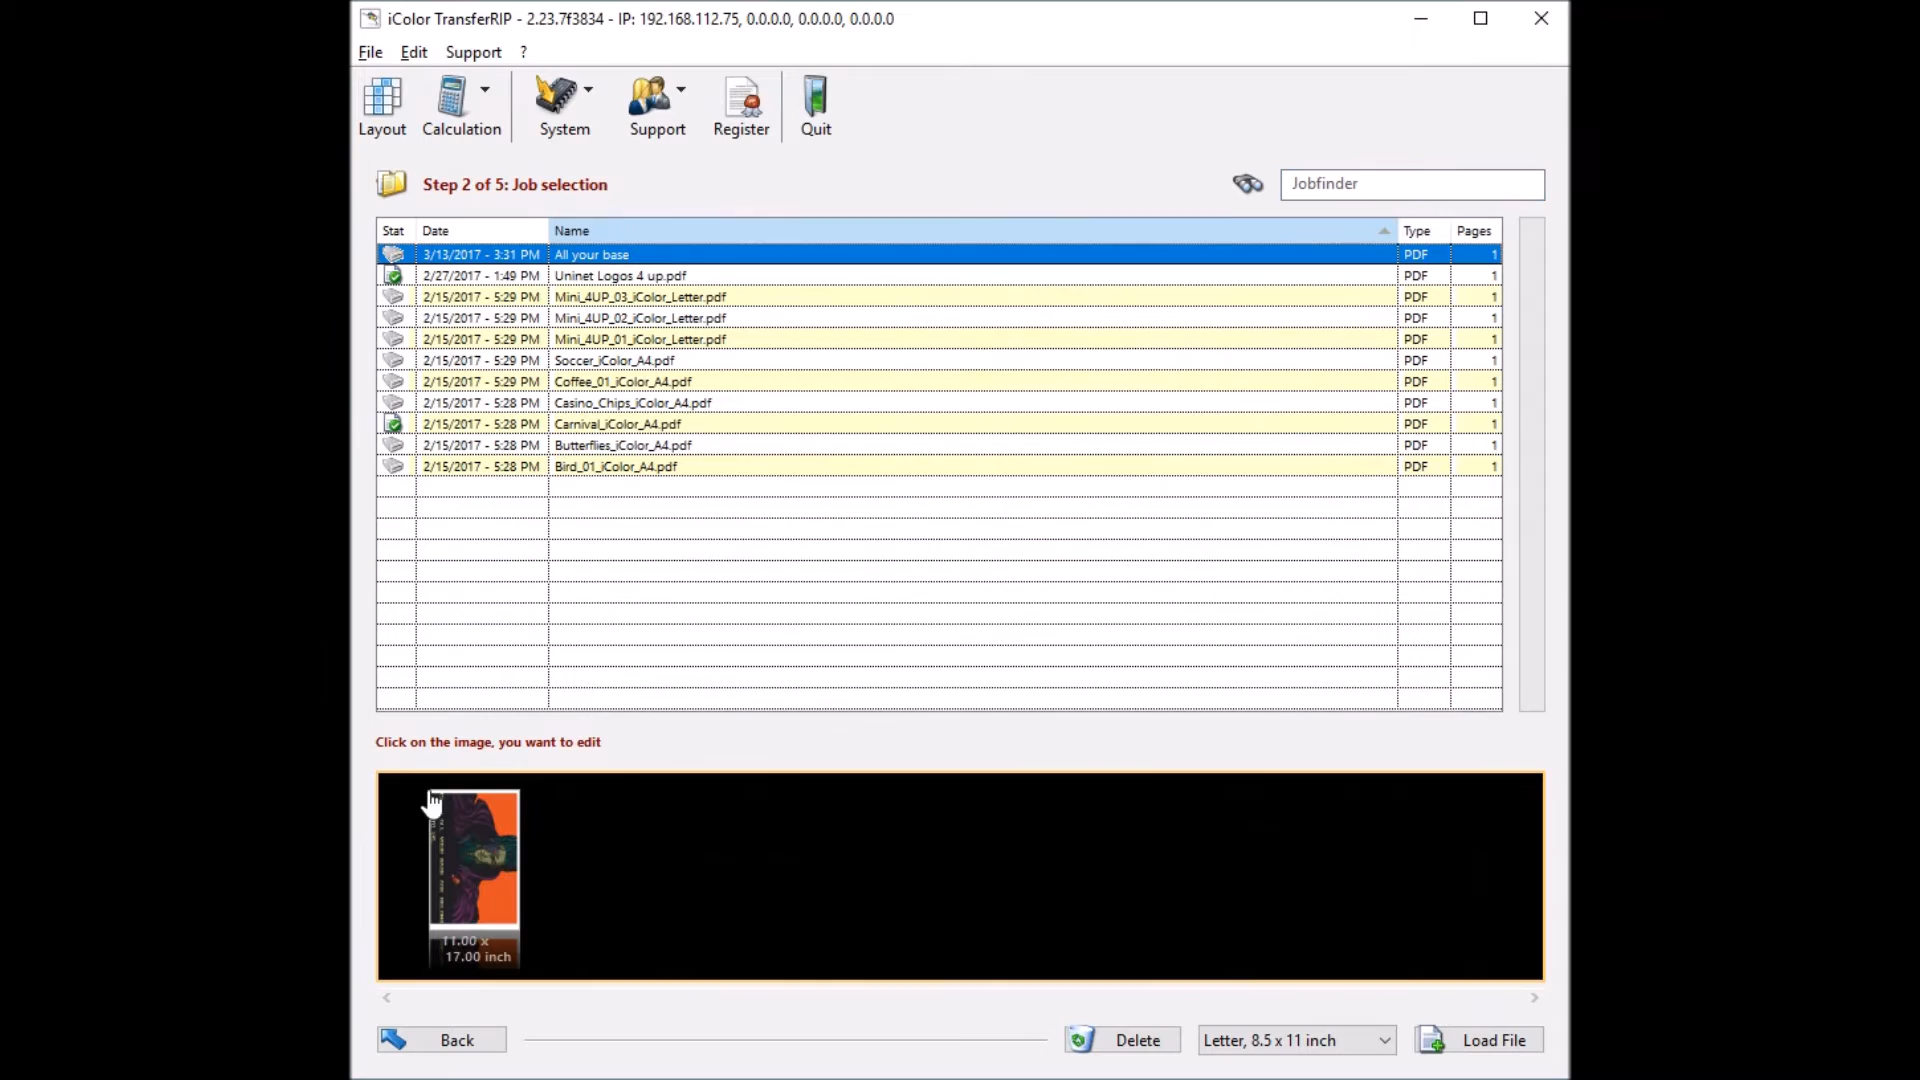 iColor TransferRIP - 2.23.7f3834 - IP: 192.168.112.75, 0.0.0.0, 0.0.0.0, 0.0.0.0
File Edit Support ?
Layout Calculation System Support Register Quit
Step 2 of 5: Job selection
Jobfinder
Stat Date Name Type Pages
3/13/2017 - 3:31 PM All your base PDF 1
2/27/2017 - 1:49 PM Uninet Logos 4 up.pdf PDF 1
2/15/2017 - 5:29 PM Mini_4UP_03_iColor_Letter.pdf PDF 1
2/15/2017 - 5:29 PM Mini_4UP_02_iColor_Letter.pdf PDF 1
2/15/2017 - 5:29 PM Mini_4UP_01_iColor_Letter.pdf PDF 1
2/15/2017 - 5:29 PM Soccer_iColor_A4.pdf PDF 1
2/15/2017 - 5:29 PM Coffee_01_iColor_A4.pdf PDF 1
2/15/2017 - 5:28 PM Casino_Chips_iColor_A4.pdf PDF 1
2/15/2017 - 5:28 PM Carnival_iColor_A4.pdf PDF 1
2/15/2017 - 5:28 PM Butterflies_iColor_A4.pdf PDF 1
2/15/2017 - 5:28 PM Bird_01_iColor_A4.pdf PDF 1
Click on the image, you want to edit
11.00 x
17.00 inch
Back Delete Letter, 8.5 x 11 inch Load File